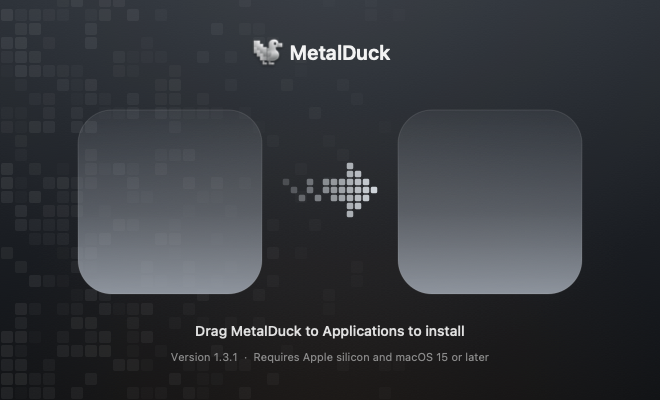 MetalDuck
Drag MetalDuck to Applications to install
Version 1.3.1 · Requires Apple silicon and macOS 15 or later